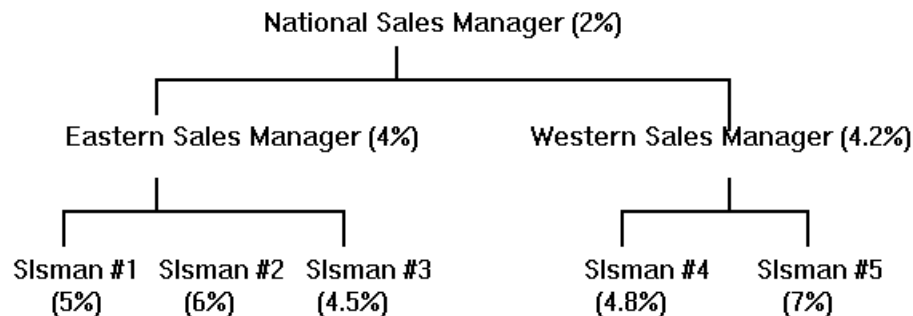 National Sales Manager (2%)
Eastern Sales Manager (4%) Western Sales Manager (4.2%)
Slsman #1 Slsman #2 Slsman #3 Slsman #4 Slsman #5
(5%) (6%) (4.5%) (4.8%) (7%)